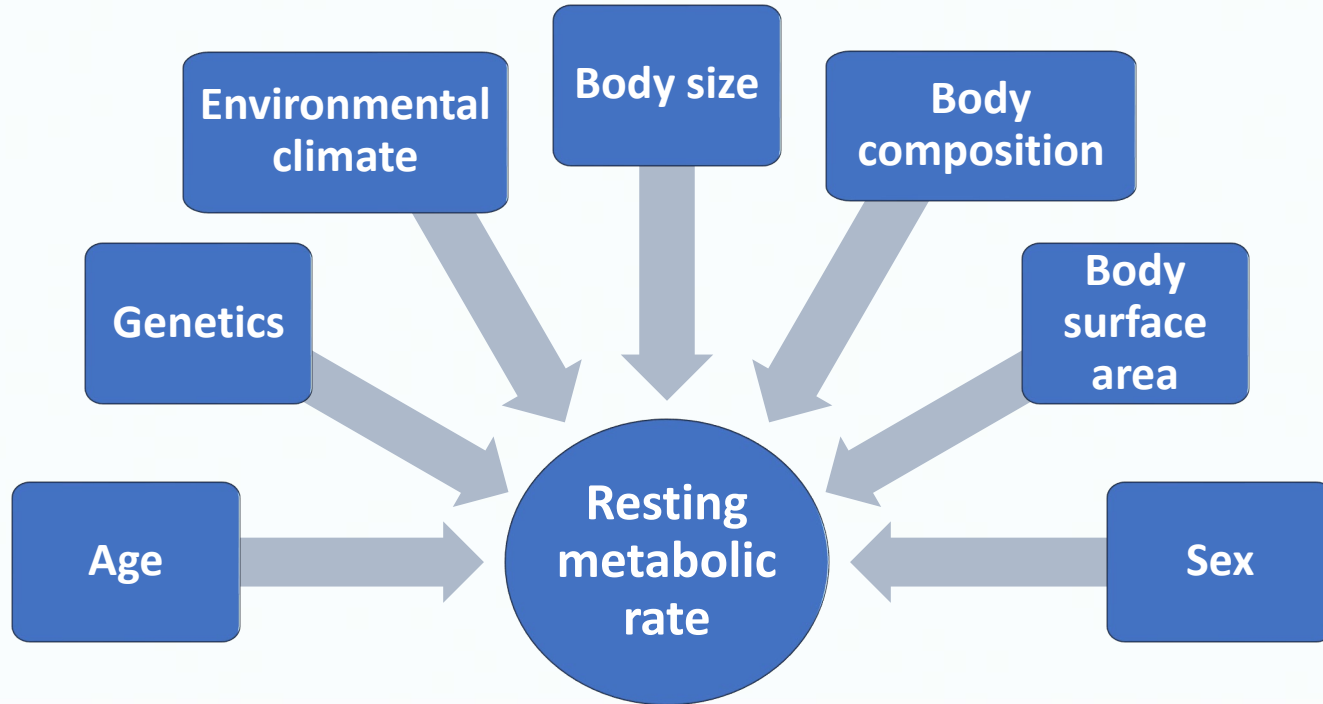 Body size
Environmental
climate
Body
composition
Genetics
Body
surface
area
Age
Resting
metabolic
rate
Sex